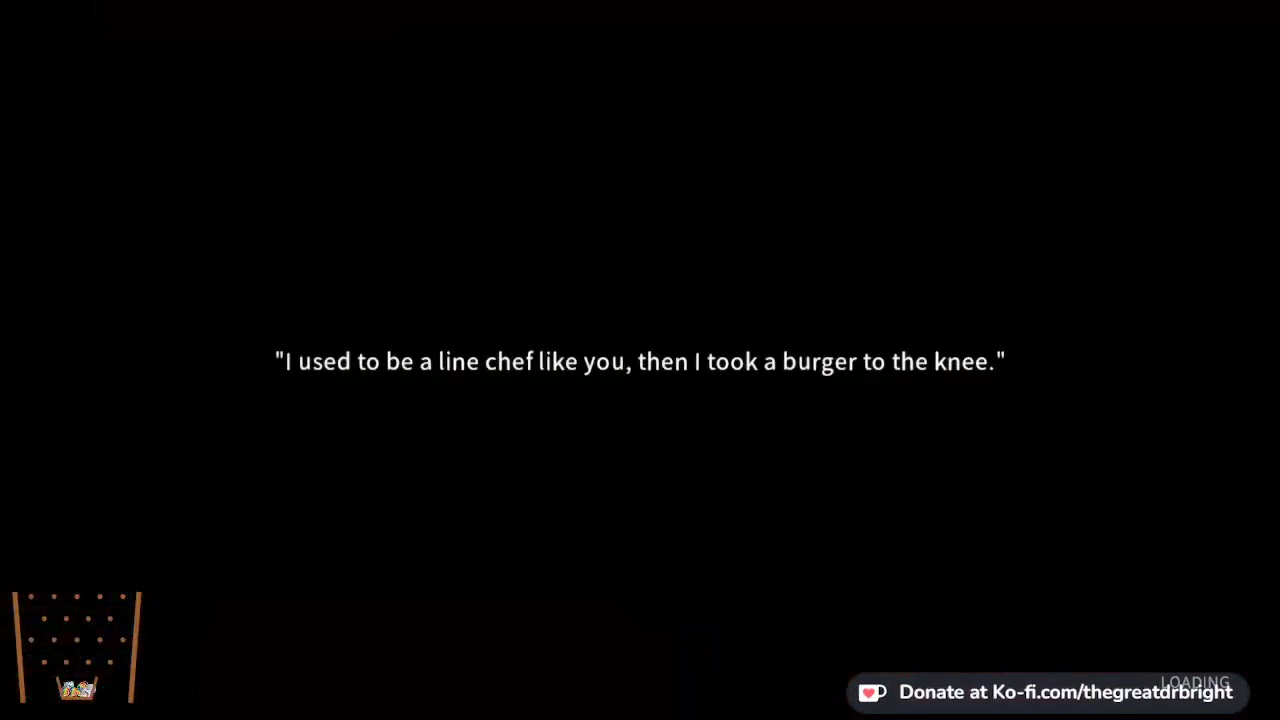 "I used to be a line chef like you, then I took a burger to the knee."
LOADING
Donate at Ko-fi.com/thegreatdrbright